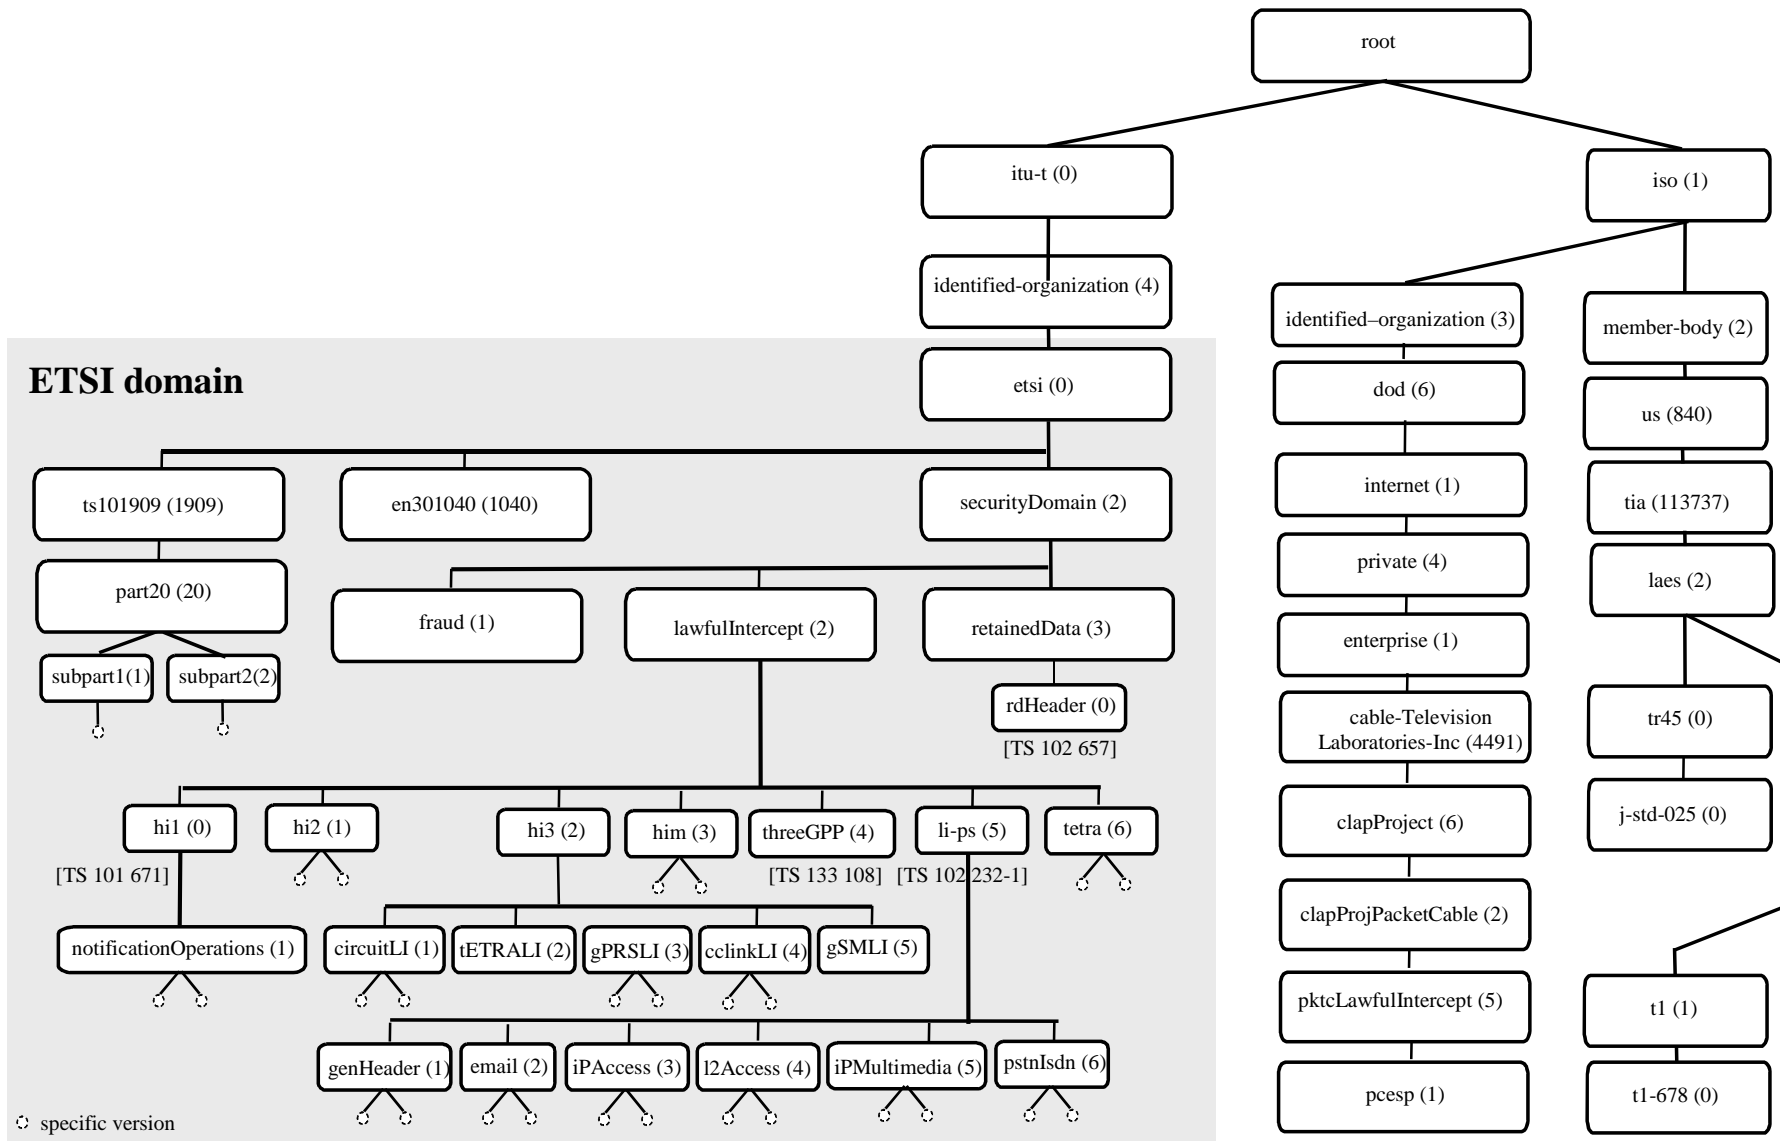 root
itu-t (0)
iso (1)
identified-organization (4)
identified–organization (3)
member-body (2)
ETSI domain
etsi (0)
dod (6)
us (840)
ts101909 (1909)
en301040 (1040)
securityDomain (2)
internet (1)
tia (113737)
part20 (20)
fraud (1)
lawfulIntercept (2)
retainedData (3)
private (4)
laes (2)
enterprise (1)
subpart1(1)
subpart2(2)
rdHeader (0)
[TS 102 657]
cable-Television
Laboratories-Inc (4491)
tr45 (0)
hi1 (0)
hi2 (1)
hi3 (2)
him (3)
threeGPP (4)
li-ps (5)
tetra (6)
clapProject (6)
j-std-025 (0)
[TS 101 671]
[TS 133 108]
[TS 102 232-1]
clapProjPacketCable (2)
notificationOperations (1)
circuitLI (1)
tETRALI (2)
gPRSLI (3)
cclinkLI (4)
gSMLI (5)
pktcLawfulIntercept (5)
t1 (1)
genHeader (1)
email (2)
iPAccess (3)
l2Access (4)
iPMultimedia (5)
pstnIsdn (6)
pcesp (1)
t1-678 (0)
specific version